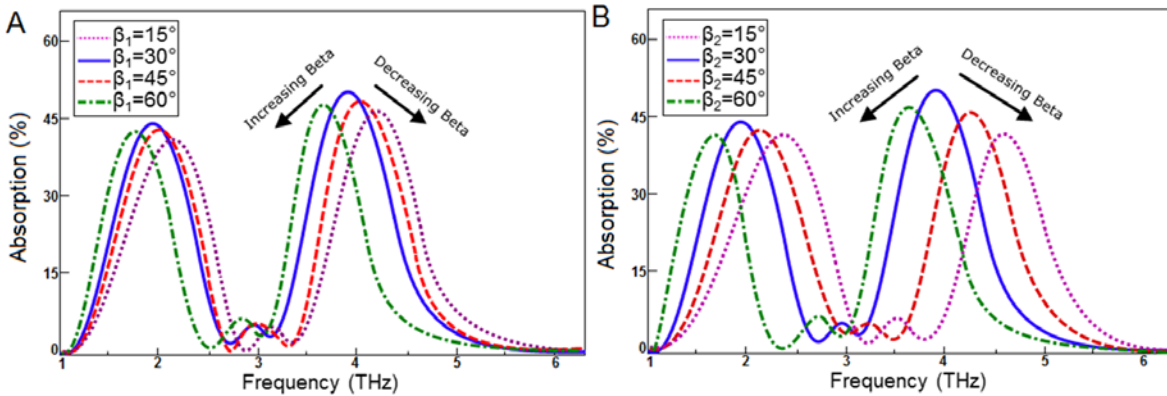 A
60
45
30
15
0
Absorption (%)
β₁=15°
β₁=30°
β₁=45°
β₁=60°
Increasing Beta
Decreasing Beta
1 2 3 4 5 6
Frequency (THz)
B
60
45
30
15
0
Absorption (%)
β₂=15°
β₂=30°
β₂=45°
β₂=60°
Increasing Beta
Decreasing Beta
1 2 3 4 5 6
Frequency (THz)